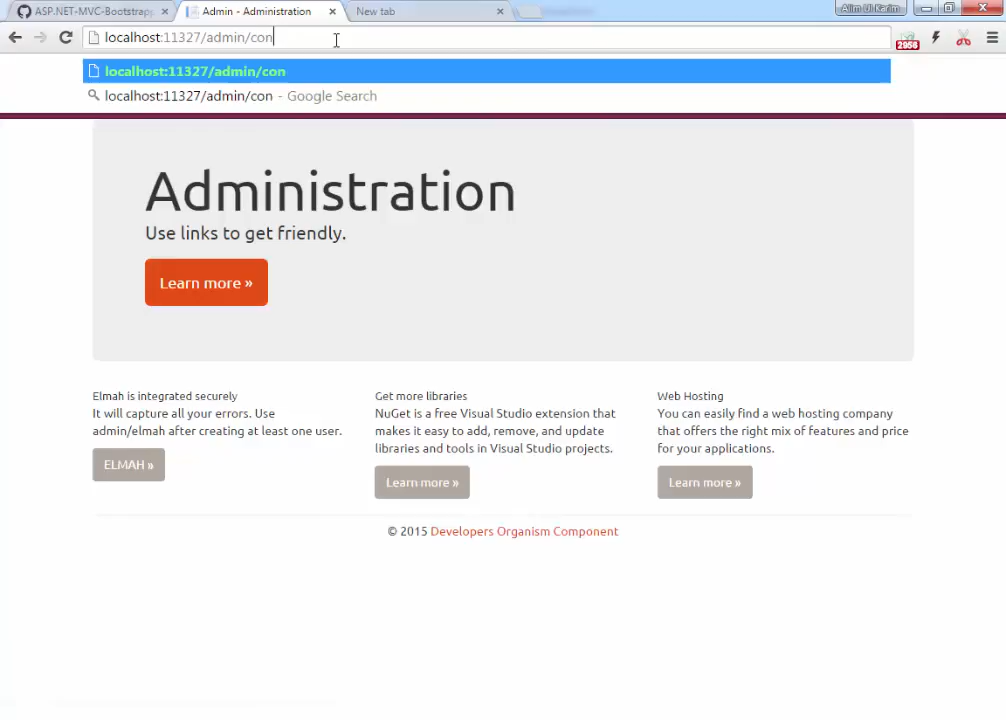 ASP.NET-MVC-Bootstrapp
Admin - Administration
New tab
Alim Ul Karim
localhost:11327/admin/con
2058
localhost:11327/admin/con
localhost:11327/admin/con - Google Search
Administration
Use links to get friendly.
Learn more »
Elmah is integrated securely
It will capture all your errors. Use
admin/elmah after creating at least one user.
ELMAH »
Get more libraries
NuGet is a free Visual Studio extension that
makes it easy to add, remove, and update
libraries and tools in Visual Studio projects.
Learn more »
Web Hosting
You can easily find a web hosting company
that offers the right mix of features and price
for your applications.
Learn more »
© 2015 Developers Organism Component